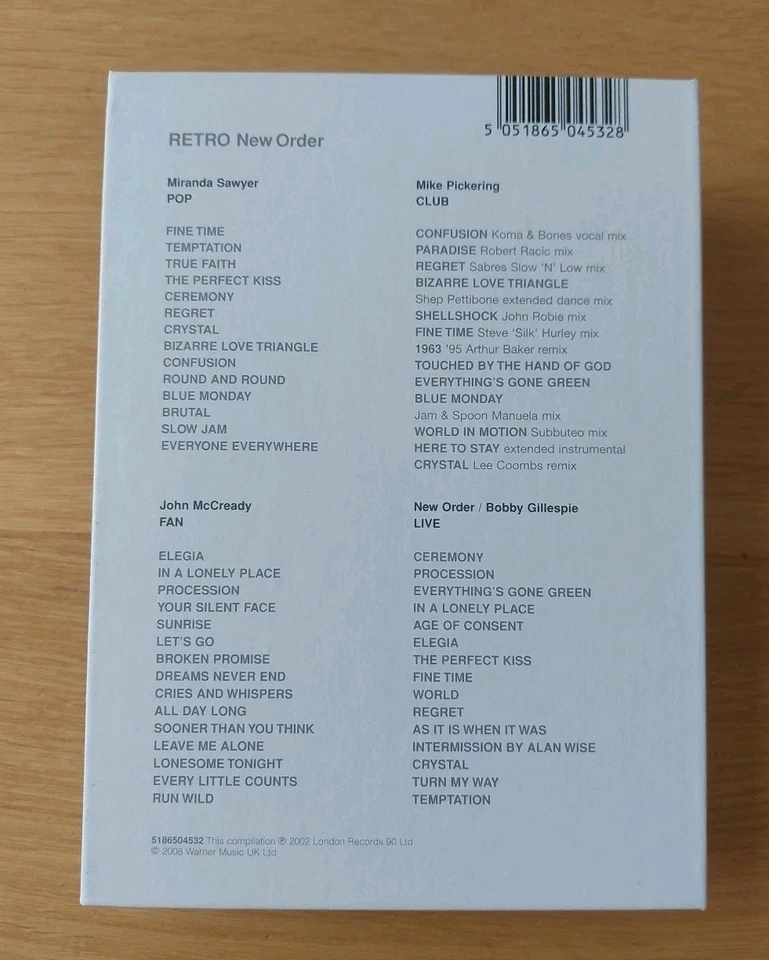 5 051865 045328
RETRO New Order
Miranda Sawyer
POP
FINE TIME
TEMPTATION
TRUE FAITH
THE PERFECT KISS
CEREMONY
REGRET
CRYSTAL
BIZARRE LOVE TRIANGLE
CONFUSION
ROUND AND ROUND
BLUE MONDAY
BRUTAL
SLOW JAM
EVERYONE EVERYWHERE
Mike Pickering
CLUB
CONFUSION Koma & Bones vocal mix
PARADISE Robert Racic mix
REGRET Sabres Slow 'N' Low mix
BIZARRE LOVE TRIANGLE
Shep Pettibone extended dance mix
SHELLSHOCK John Robie mix
FINE TIME Steve 'Silk' Hurley mix
1963 '95 Arthur Baker remix
TOUCHED BY THE HAND OF GOD
EVERYTHING'S GONE GREEN
BLUE MONDAY
Jam & Spoon Manuela mix
WORLD IN MOTION Subbuteo mix
HERE TO STAY extended instrumental
CRYSTAL Lee Coombs remix
John McCready
FAN
ELEGIA
IN A LONELY PLACE
PROCESSION
YOUR SILENT FACE
SUNRISE
LET'S GO
BROKEN PROMISE
DREAMS NEVER END
CRIES AND WHISPERS
ALL DAY LONG
SOONER THAN YOU THINK
LEAVE ME ALONE
LONESOME TONIGHT
EVERY LITTLE COUNTS
RUN WILD
New Order / Bobby Gillespie
LIVE
CEREMONY
PROCESSION
EVERYTHING'S GONE GREEN
IN A LONELY PLACE
AGE OF CONSENT
ELEGIA
THE PERFECT KISS
FINE TIME
WORLD
REGRET
AS IT IS WHEN IT WAS
INTERMISSION BY ALAN WISE
CRYSTAL
TURN MY WAY
TEMPTATION
5186504532 This compilation ℗ 2002 London Records 90 Ltd
© 2008 Warner Music UK Ltd